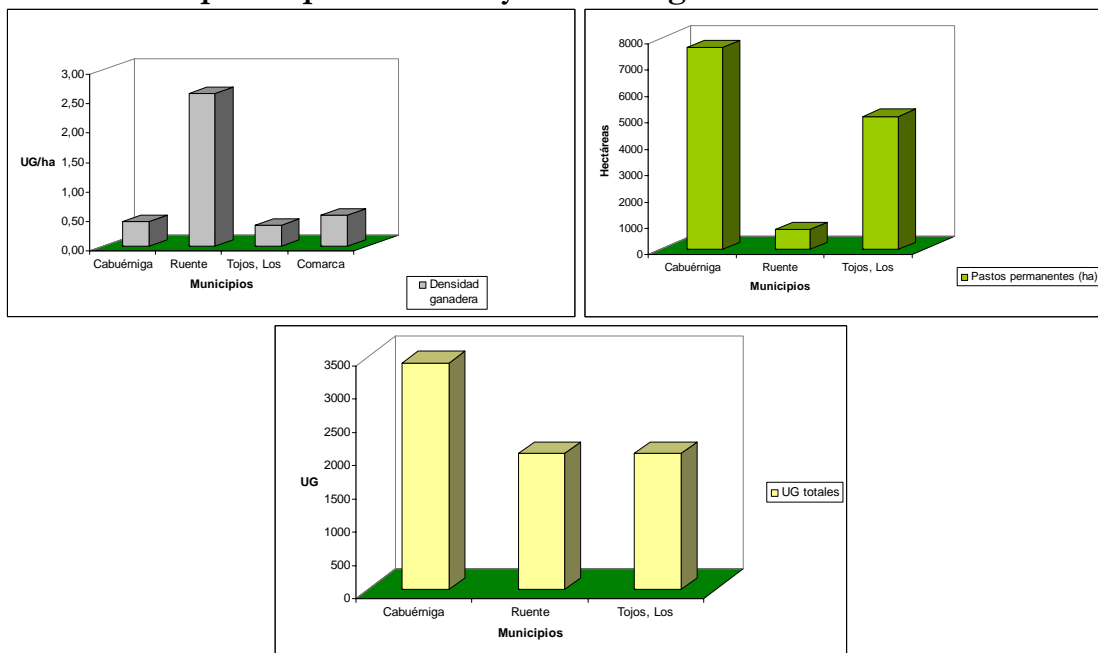 3,00
2,50
2,00
1,50
1,00
0,50
0,00
UG/ha
Cabuérniga Ruente Tojos, Los Comarca
Municipios
Densidad
ganadera
8000
7000
6000
5000
4000
3000
2000
1000
0
Hectáreas
Cabuérniga Ruente Tojos, Los
Municipios
Pastos permanentes (ha)
3500
3000
2500
2000
1500
1000
500
0
UG
Cabuérniga Ruente Tojos, Los
Municipios
UG totales